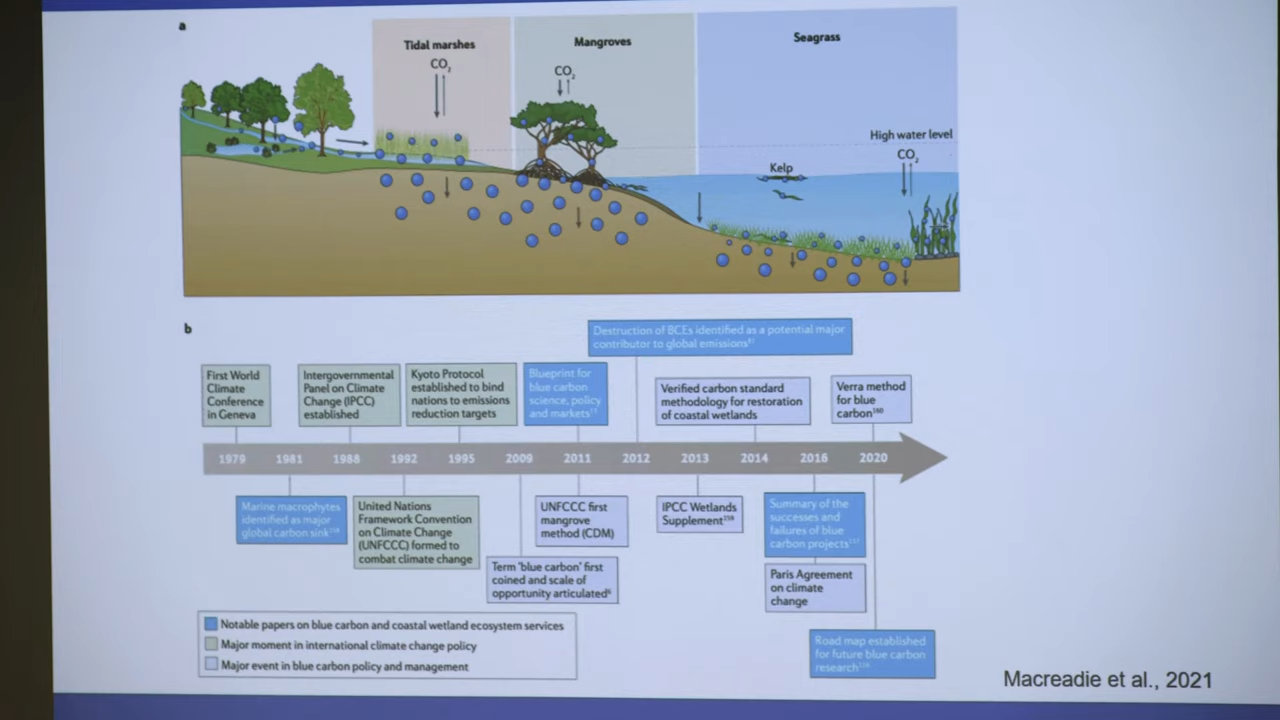 a
Tidal marshes
Mangroves
Seagrass
CO2
CO2
High water level
CO2
Kelp
b
Destruction of BCEs identified as a potential major
contributor to global emissions
First World
Climate
Conference
in Geneva
Intergovernmental
Panel on Climate
Change (IPCC)
established
Kyoto Protocol
established to bind
nations to emissions
reduction targets
Blueprint for
blue carbon
science, policy
and markets
Verified carbon standard
methodology for restoration
of coastal wetlands
Verra method
for blue
carbon
1979 1981 1988 1992 1995 2009 2011 2012 2013 2014 2016 2020
Marine macrophytes
identified as major
global carbon sink
United Nations
Framework Convention
on Climate Change
(UNFCCC) formed to
combat climate change
UNFCCC first
mangrove
method (CDM)
IPCC Wetlands
Supplement
Summary of the
successes and
failures of blue
carbon projects
Term 'blue carbon' first
coined and scale of
opportunity articulated
Paris Agreement
on climate
change
Notable papers on blue carbon and coastal wetland ecosystem services
Major moment in international climate change policy
Major event in blue carbon policy and management
Road map established
for future blue carbon
research
Macreadie et al., 2021